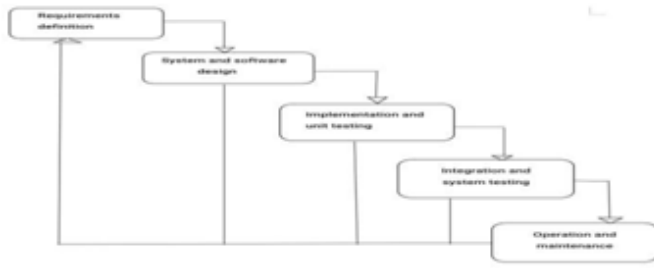 Requirements
definition
System and software
design
Implementation and
unit testing
Integration and
system testing
Operation and
maintenance